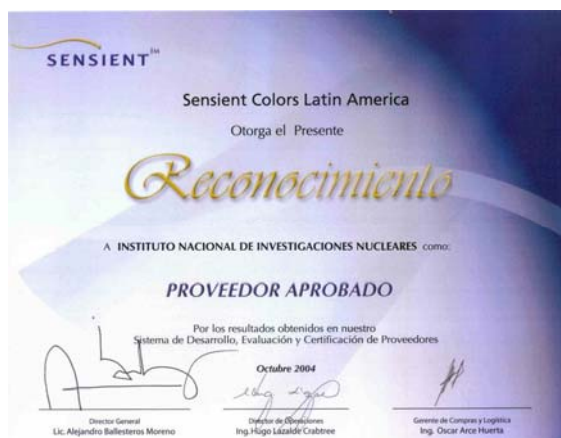 SENSIENT™
Sensient Colors Latin America
Otorga el Presente
Reconocimiento
A INSTITUTO NACIONAL DE INVESTIGACIONES NUCLEARES como:
PROVEEDOR APROBADO
Por los resultados obtenidos en nuestro
Sistema de Desarrollo, Evaluación y Certificación de Proveedores
Octubre 2004
Director General
Lic. Alejandro Ballesteros Moreno
Director de Operaciones
Ing. Hugo Lazalde Crabtree
Gerente de Compras y Logística
Ing. Oscar Arce Huerta